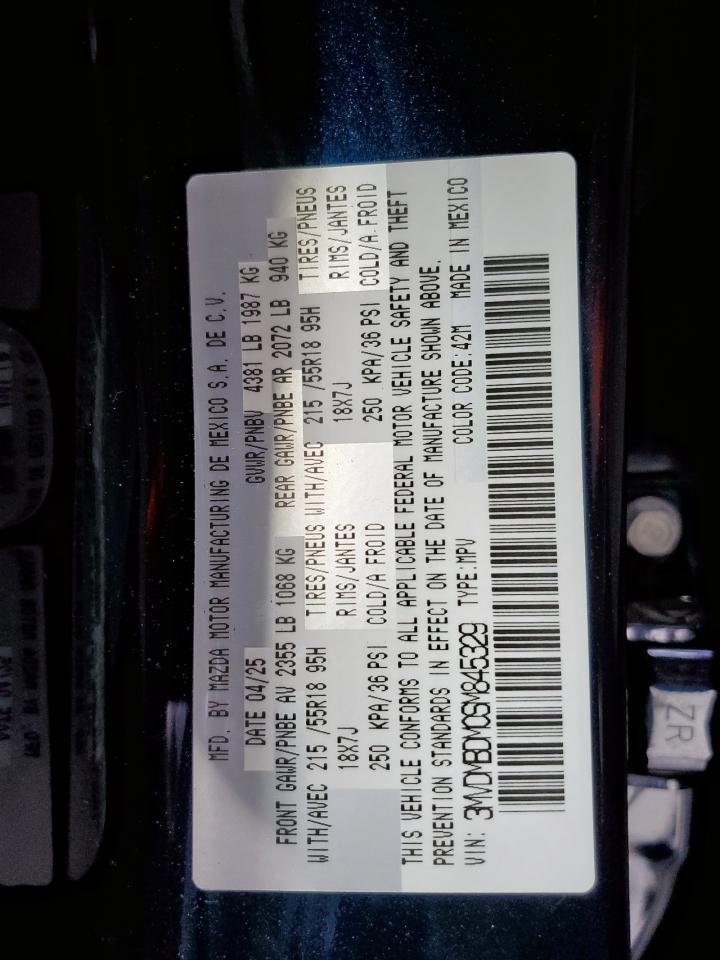 MFD. BY MAZDA MOTOR MANUFACTURING DE MEXICO S.A. DE C.V.
DATE 04/25 GVWR/PNBV 4381 LB 1987 KG
FRONT GAWR/PNBE AV 2355 LB 1068 KG REAR GAWR/PNBE AR 2072 LB 940 KG
WITH/AVEC 215 /55R18 95H TIRES/PNEUS WITH/AVEC 215 /55R18 95H TIRES/PNEUS
18X7J RIMS/JANTES 18X7J RIMS/JANTES
250 KPA/36 PSI COLD/A FROID 250 KPA/36 PSI COLD/A FROID
THIS VEHICLE CONFORMS TO ALL APPLICABLE FEDERAL MOTOR VEHICLE SAFETY AND THEFT
PREVENTION STANDARDS IN EFFECT ON THE DATE OF MANUFACTURE SHOWN ABOVE.
VIN: 3MVDMBDM0SM845329 TYPE:MPV COLOR CODE:42M MADE IN MEXICO
ZR